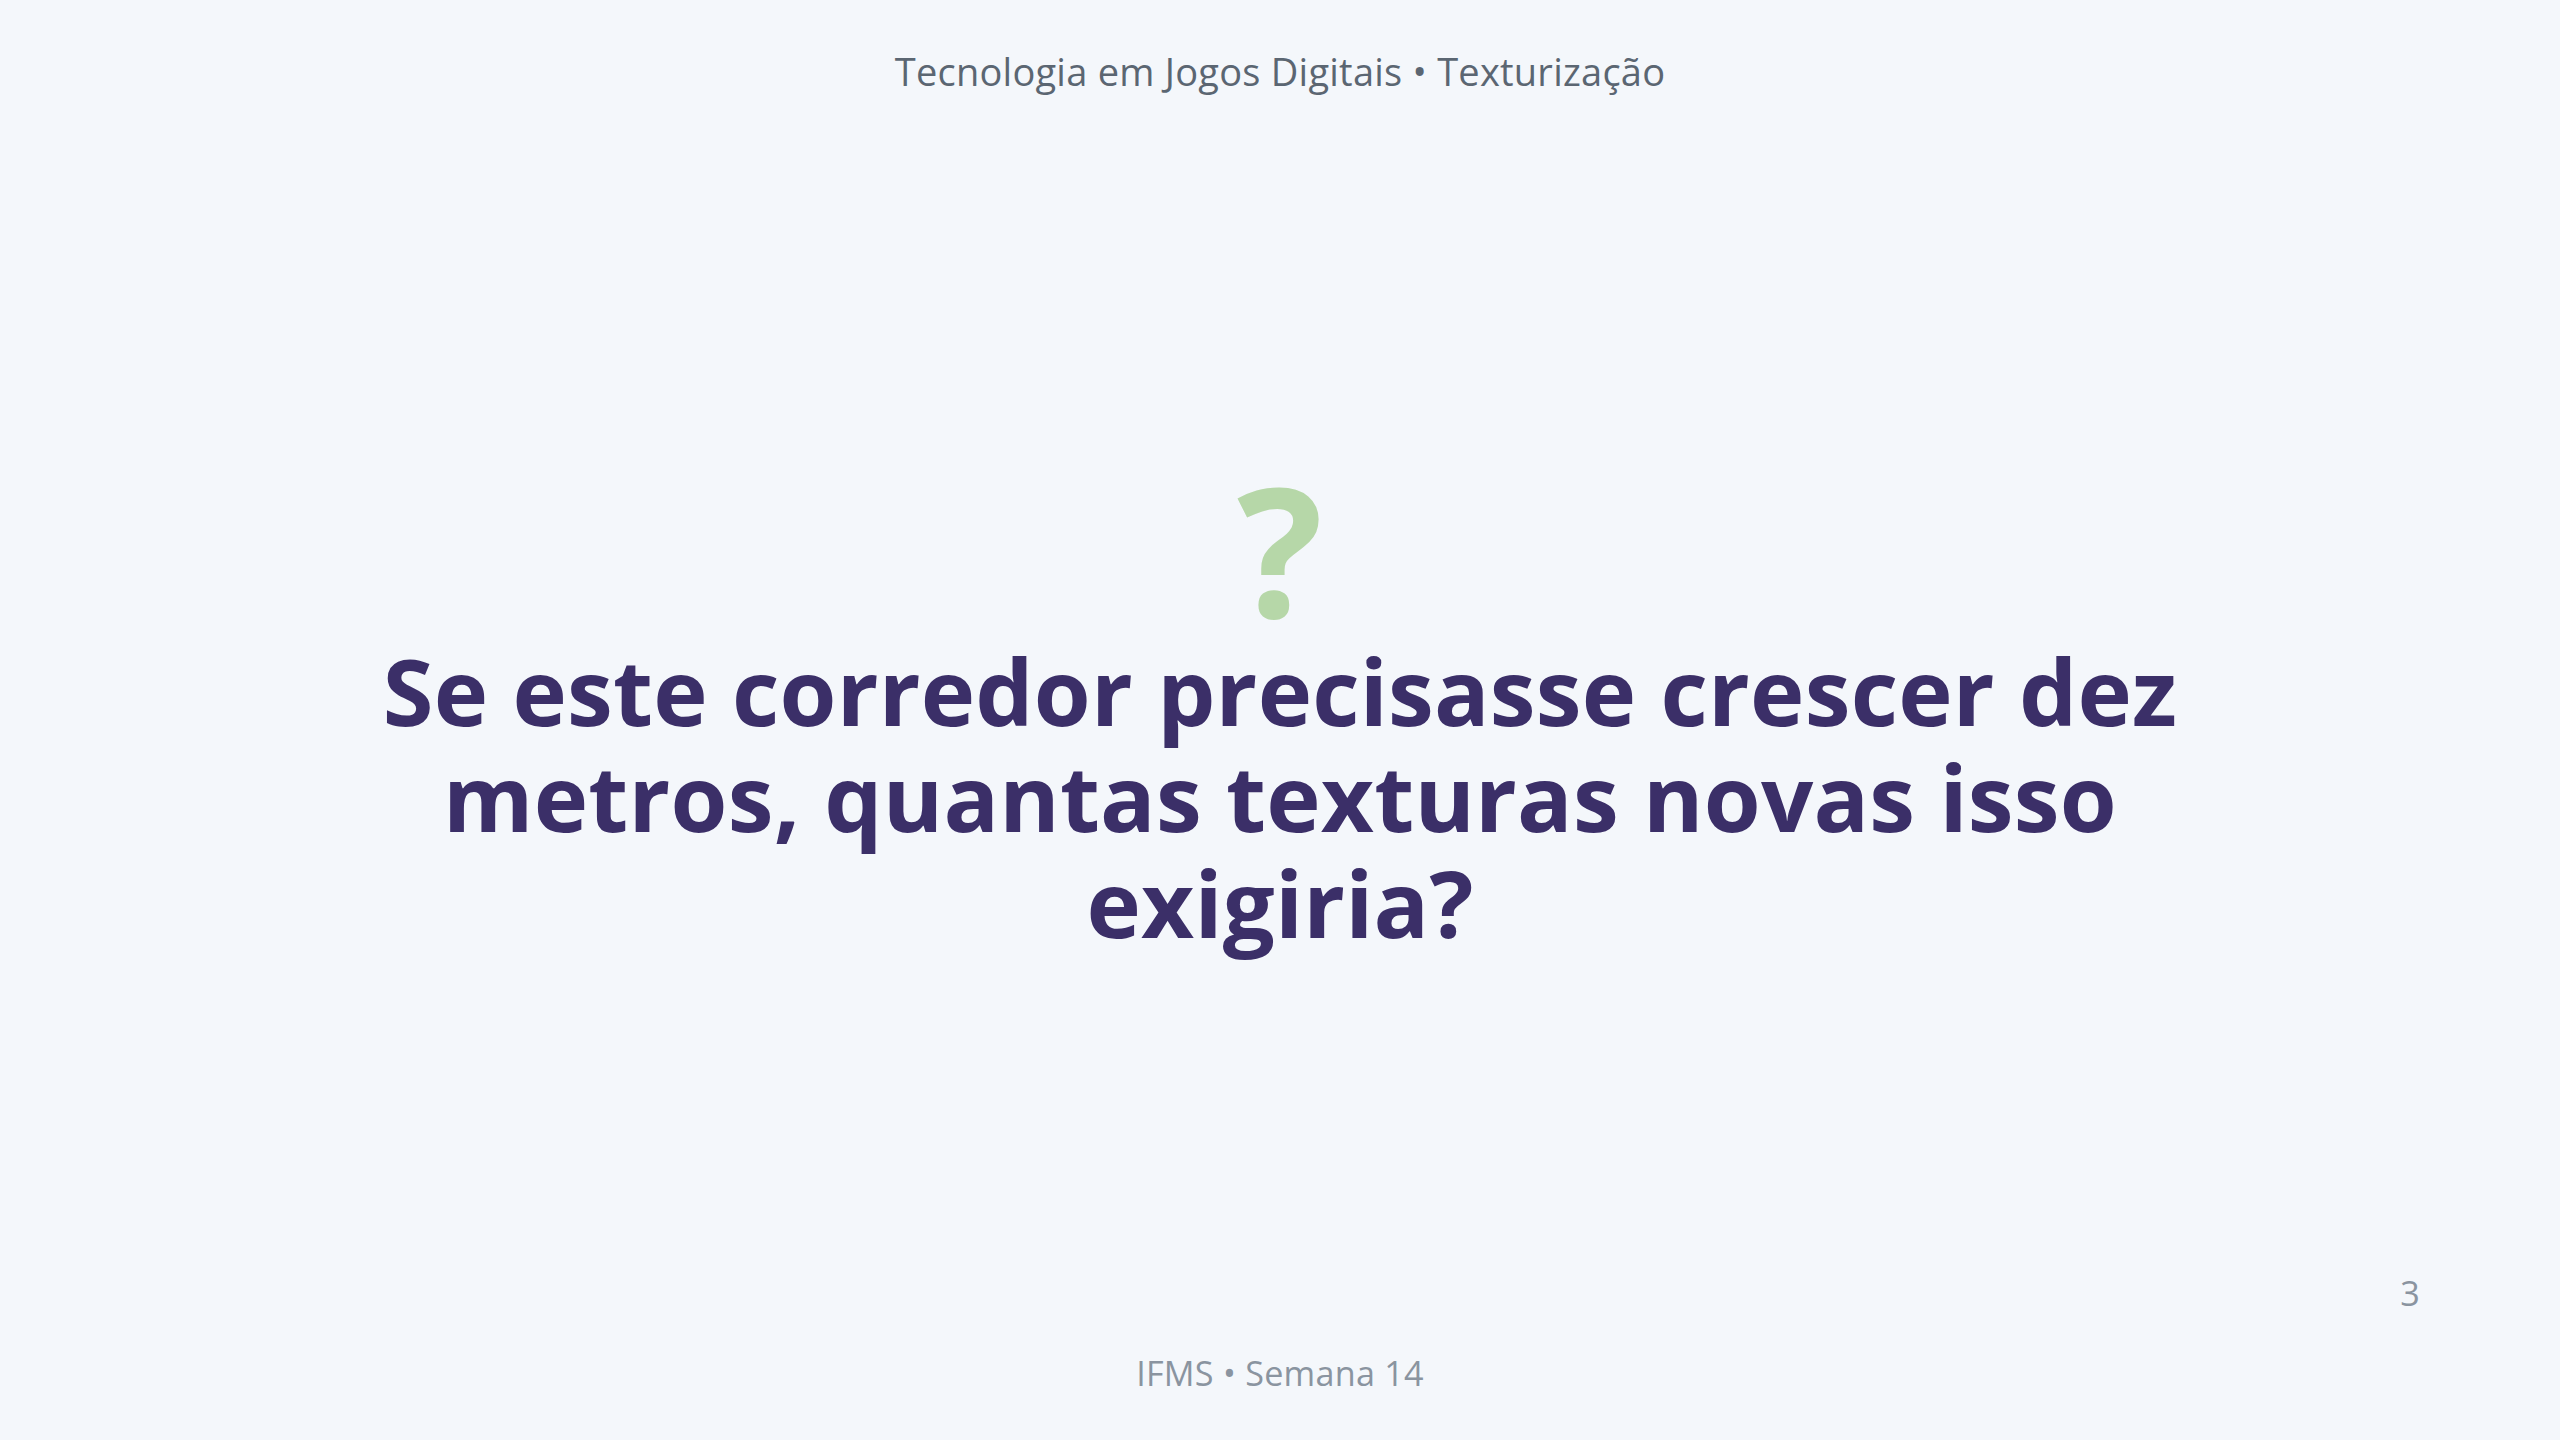 Tecnologia em Jogos Digitais • Texturização
?
Se este corredor precisasse crescer dez
metros, quantas texturas novas isso
exigiria?
3
IFMS • Semana 14